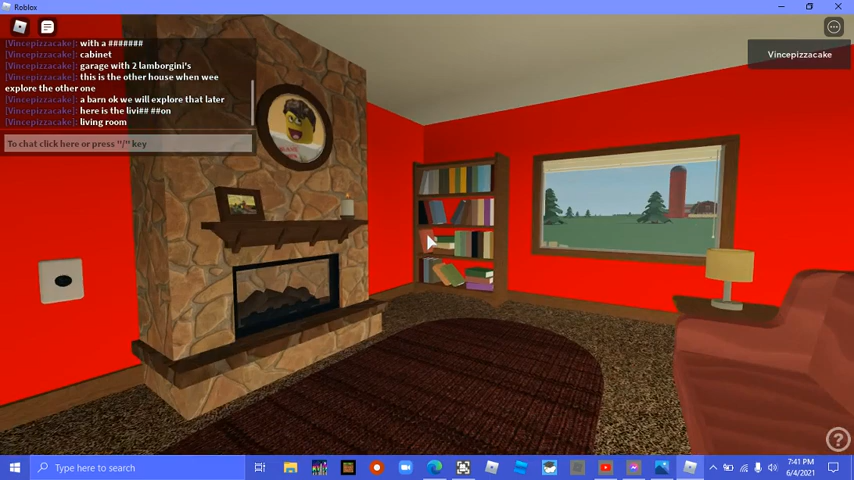 Roblox
[Vincepizzacake]: with a #######
[Vincepizzacake]: cabinet
[Vincepizzacake]: garage with 2 lamborgini's
[Vincepizzacake]: this is the other house when wee
explore the other one
[Vincepizzacake]: a barn ok we will explore that later
[Vincepizzacake]: here is the livi## ##on
[Vincepizzacake]: living room
To chat click here or press "/" key
Vincepizzacake
Type here to search
7:41 PM
6/4/2021